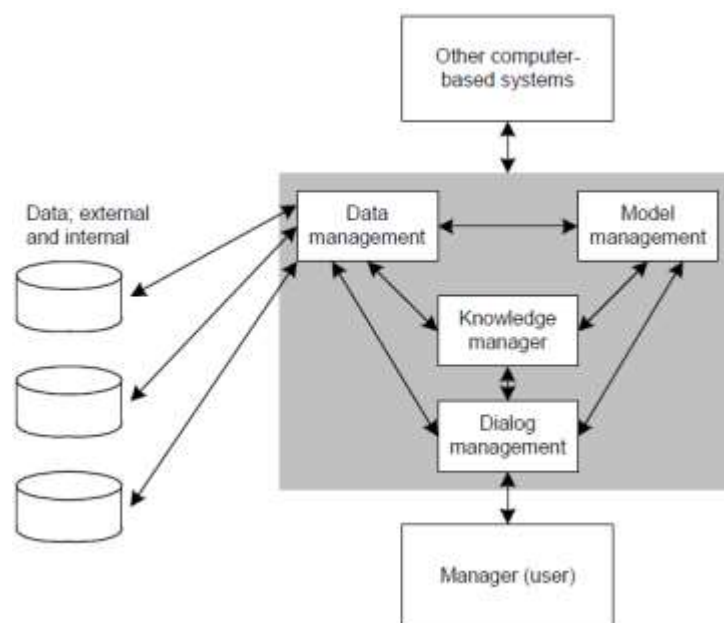 Other computer-
based systems
Data; external
and internal
Data
management
Model
management
Knowledge
manager
Dialog
management
Manager (user)